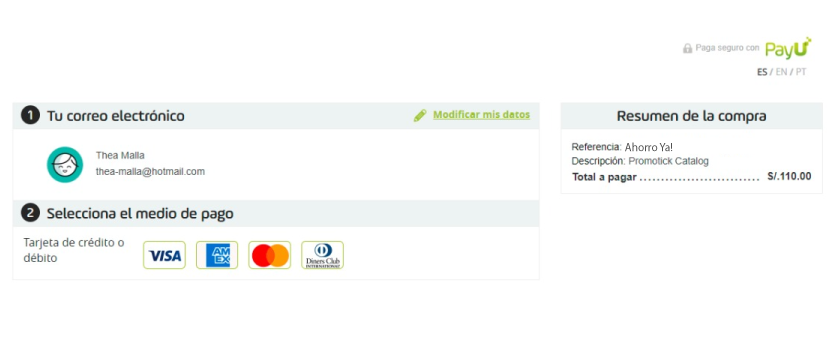 Paga seguro con PayU
ES / EN / PT
1 Tu correo electrónico
Modificar mis datos
Thea Malla
thea-malla@hotmail.com
2 Selecciona el medio de pago
Tarjeta de crédito o
débito
VISA
AM
EX
Diners Club
INTERNATIONAL
Resumen de la compra
Referencia: Ahorro Ya!
Descripción: Promotick Catalog
Total a pagar ............................ S/.110.00